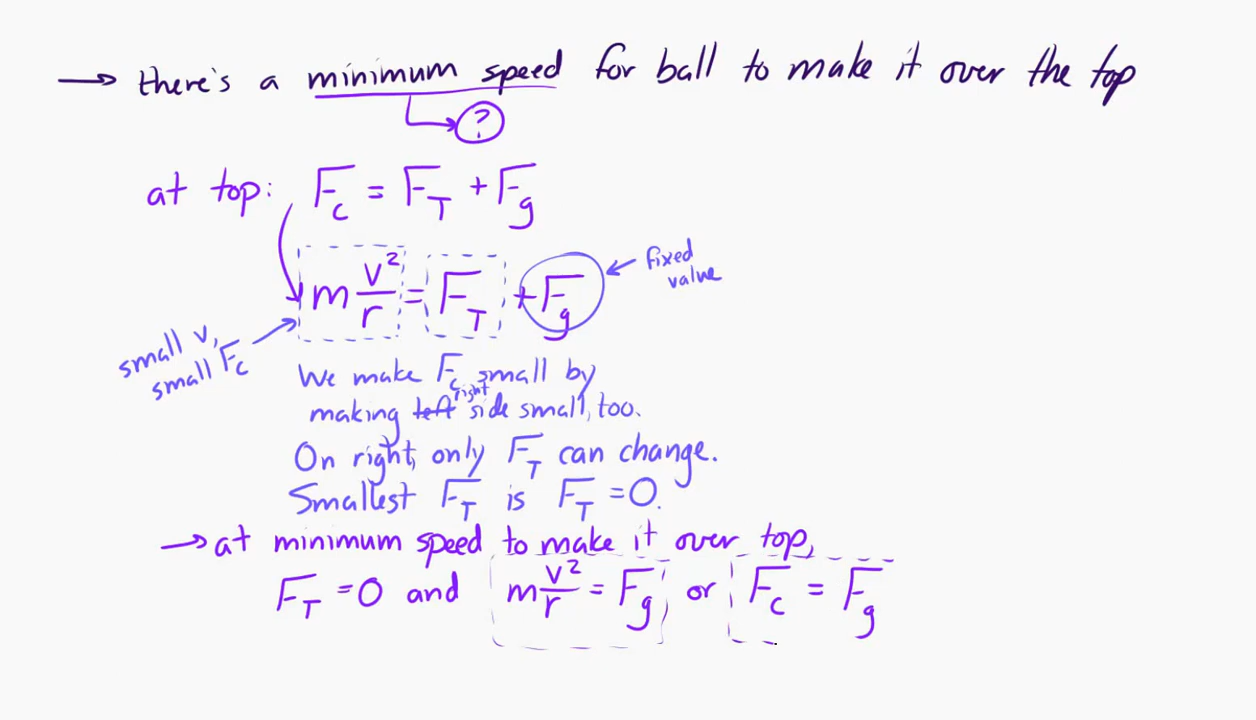 → there's a minimum speed for ball to make it over the top
?
at top: F_c = F_T + F_g
m v²/r = F_T + F_g
fixed
value
small v,
small F_c
We make F_c small by
making left right side small, too.
On right, only F_T can change.
Smallest F_T is F_T = 0.
→ at minimum speed to make it over top,
F_T = 0 and m v²/r = F_g or F_c = F_g